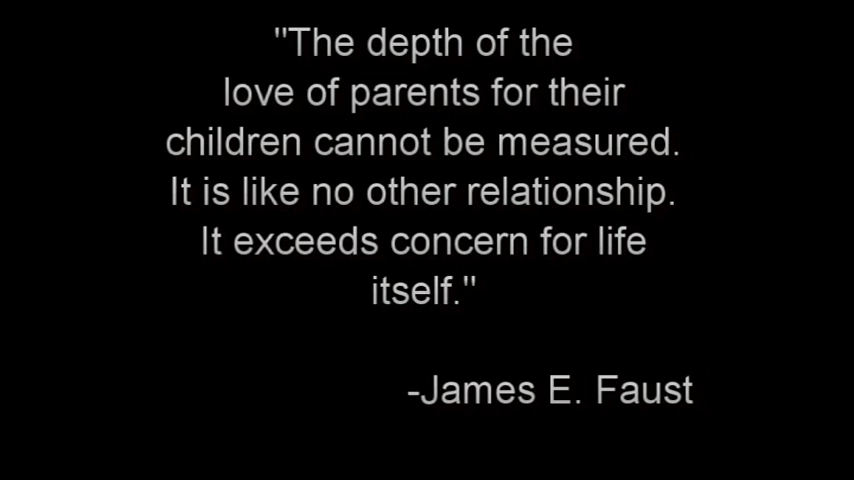 "The depth of the
love of parents for their
children cannot be measured.
It is like no other relationship.
It exceeds concern for life
itself."
-James E. Faust